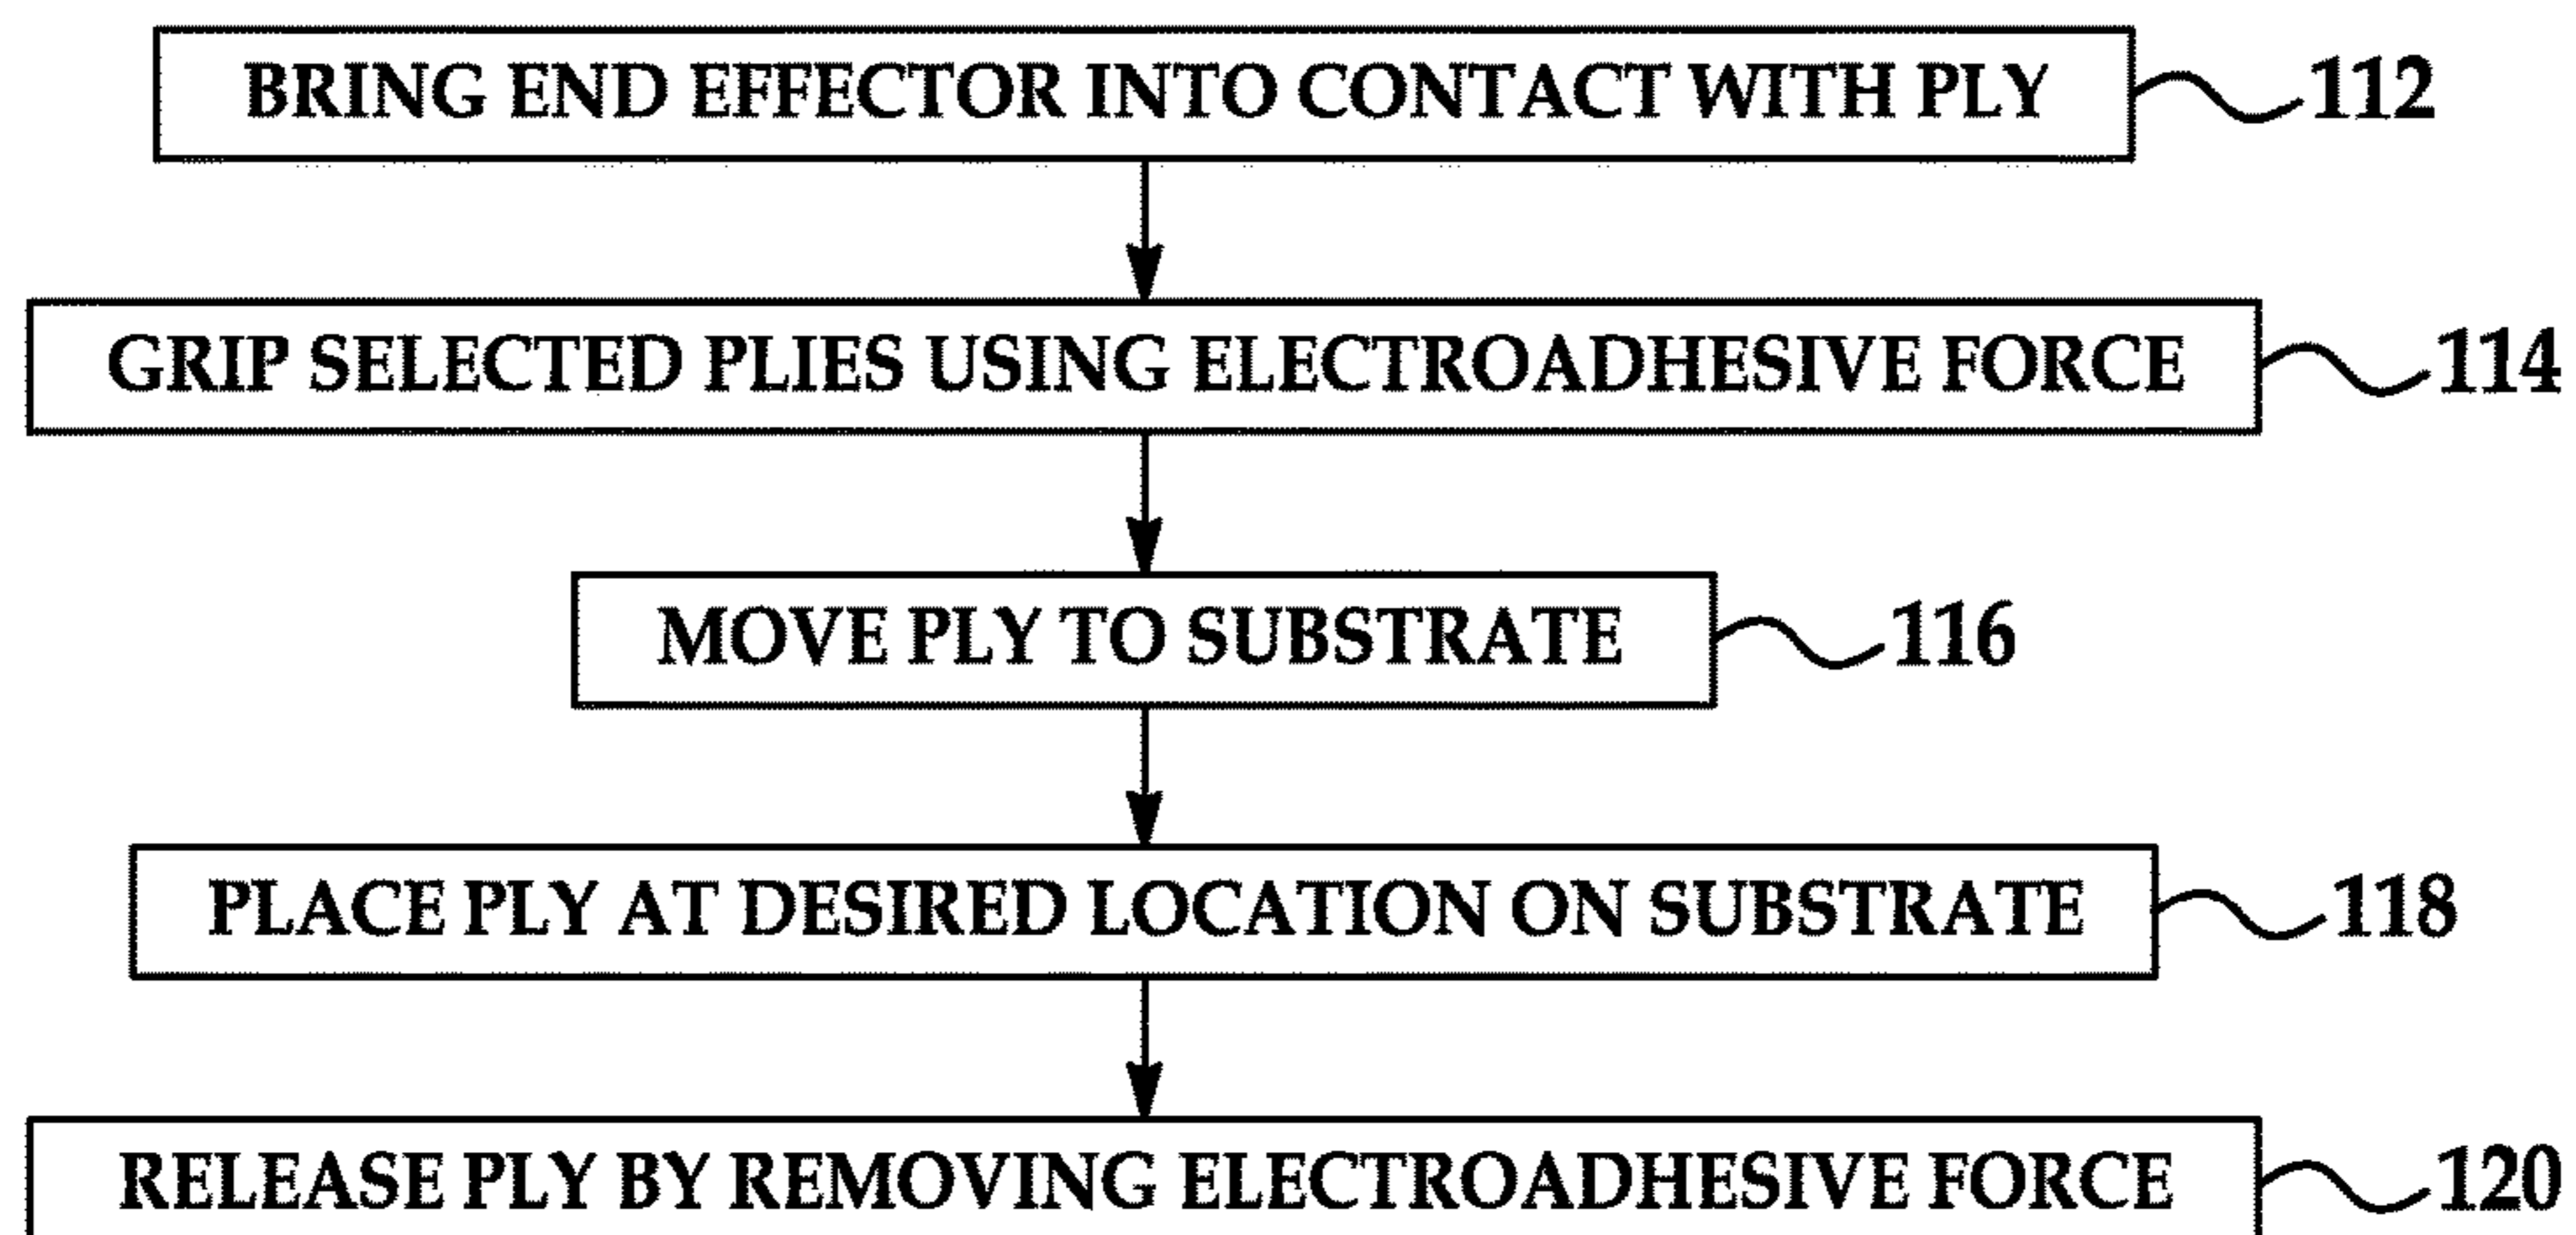 BRING END EFFECTOR INTO CONTACT WITH PLY 112
GRIP SELECTED PLIES USING ELECTROADHESIVE FORCE 114
MOVE PLY TO SUBSTRATE 116
PLACE PLY AT DESIRED LOCATION ON SUBSTRATE 118
RELEASE PLY BY REMOVING ELECTROADHESIVE FORCE 120